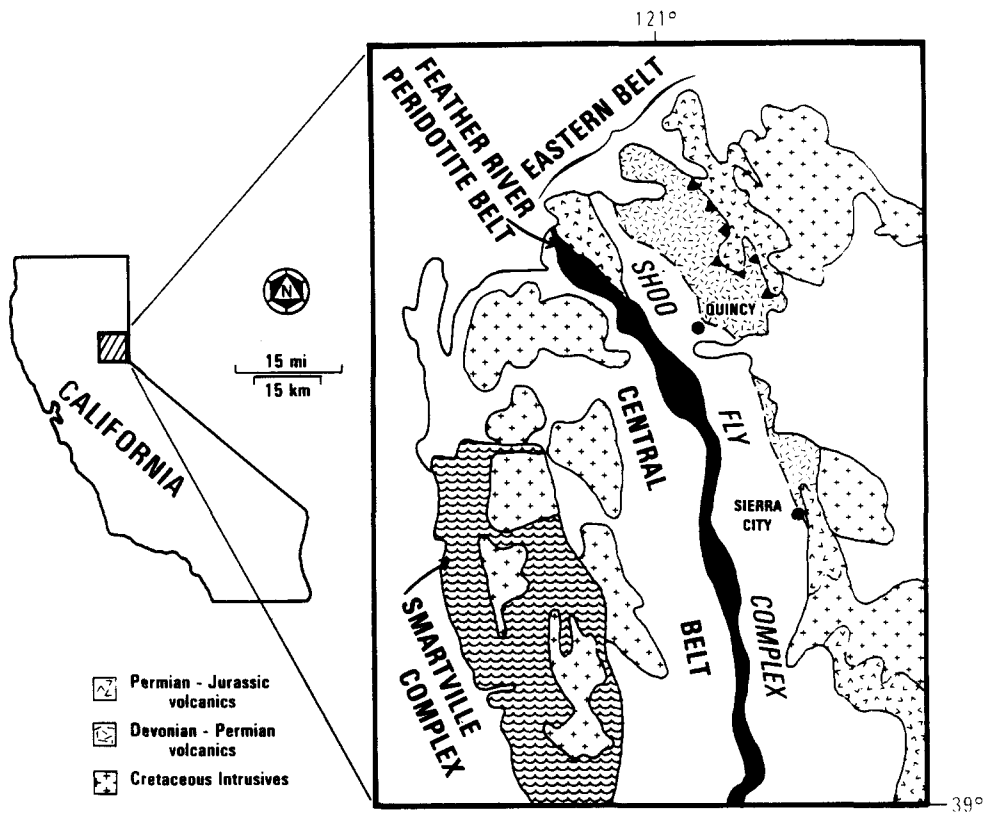 121°
FEATHER RIVER
PERIDOTITE BELT
EASTERN BELT
SHOO
QUINCY
N
15 mi
15 km
CALIFORNIA
CENTRAL
FLY
SIERRA
CITY
SMARTVILLE
COMPLEX
BELT
COMPLEX
Permian - Jurassic
volcanics
Devonian - Permian
volcanics
Cretaceous Intrusives
39°